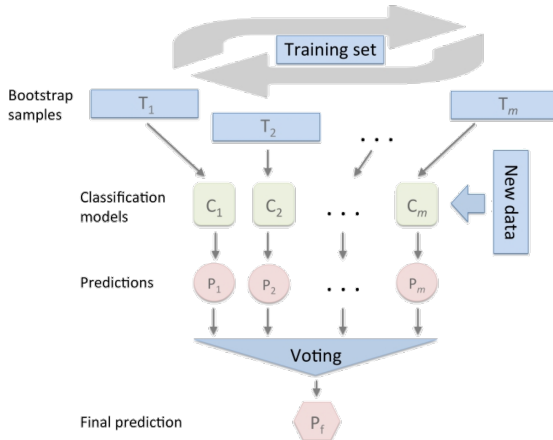 Training set
Bootstrap
samples
T1
T2
. . .
Tm
Classification
models
C1
C2
. . .
Cm
New data
Predictions
P1
P2
. . .
Pm
Voting
Final prediction
Pf